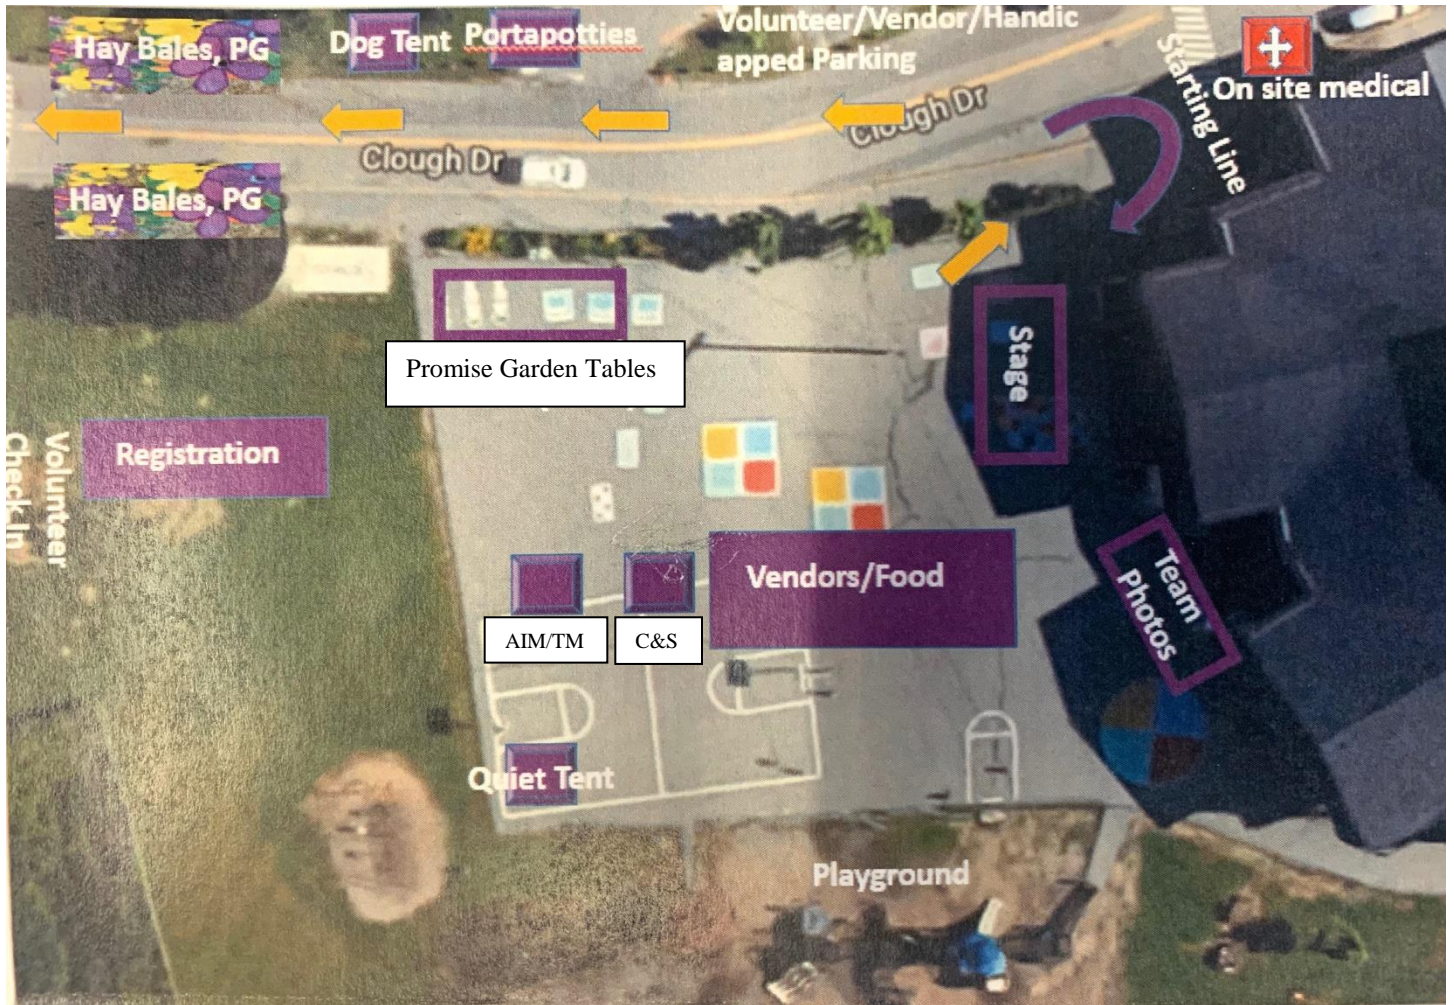 Hay Bales, PG
Dog Tent
Portapotties
Volunteer/Vendor/Handic
apped Parking
Starting Line
On site medical
Clough Dr
Clough Dr
Hay Bales, PG
Promise Garden Tables
Stage
Registration
Volunteer
Check In
Vendors/Food
Team
Photos
AIM/TM
C&S
Quiet Tent
Playground